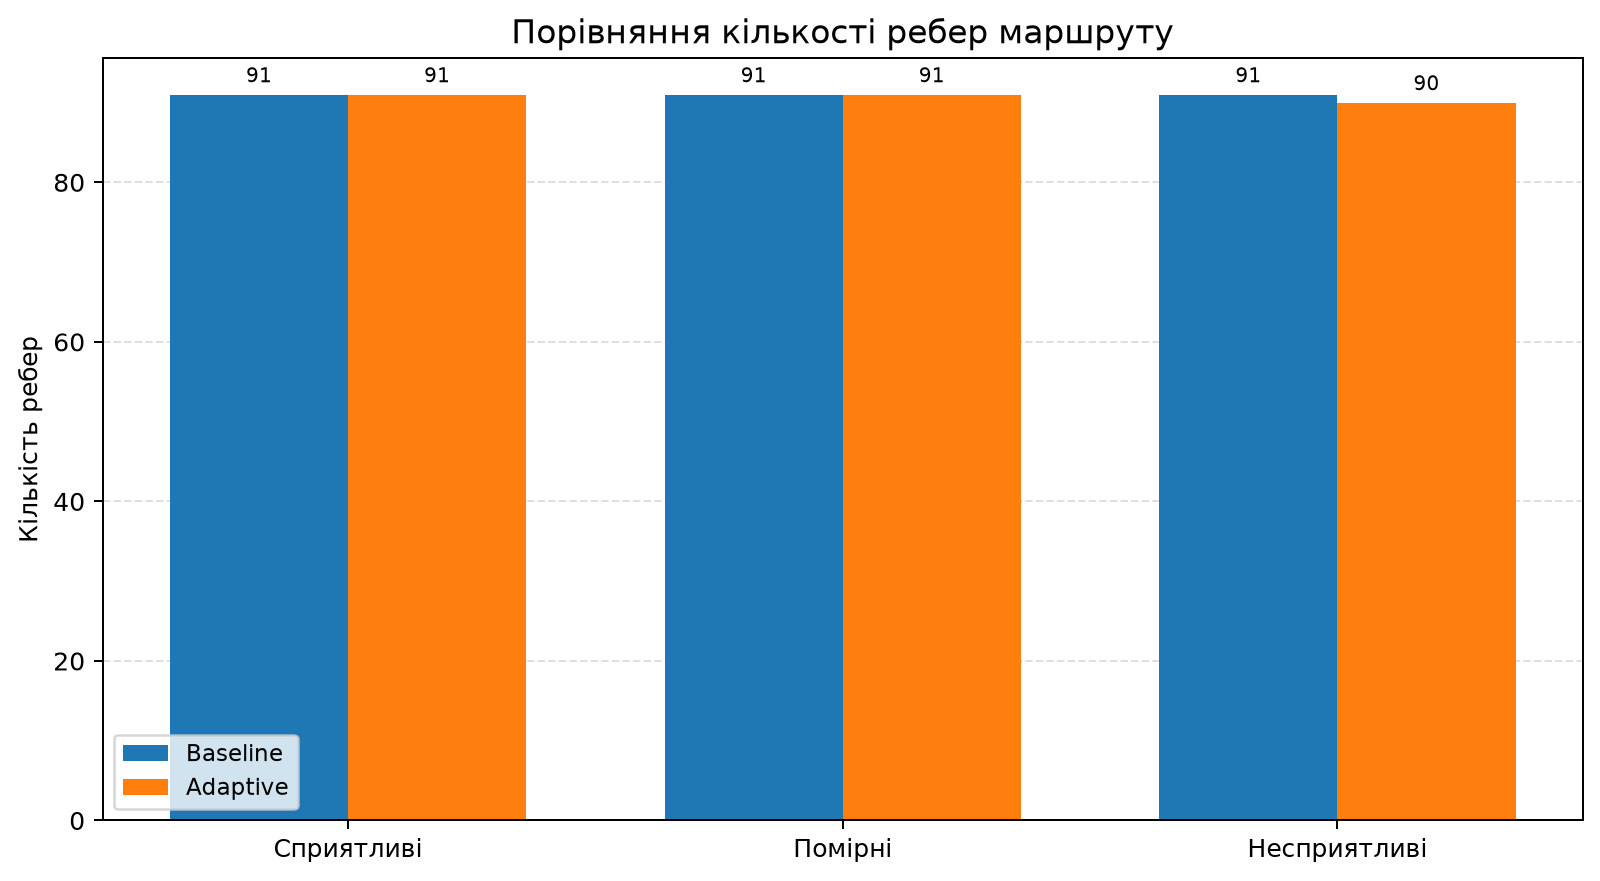 Порівняння кількості ребер маршруту
91 91 91 91 91 90
Кількість ребер
80
60
40
20
0
Baseline
Adaptive
Сприятливі Помірні Несприятливі